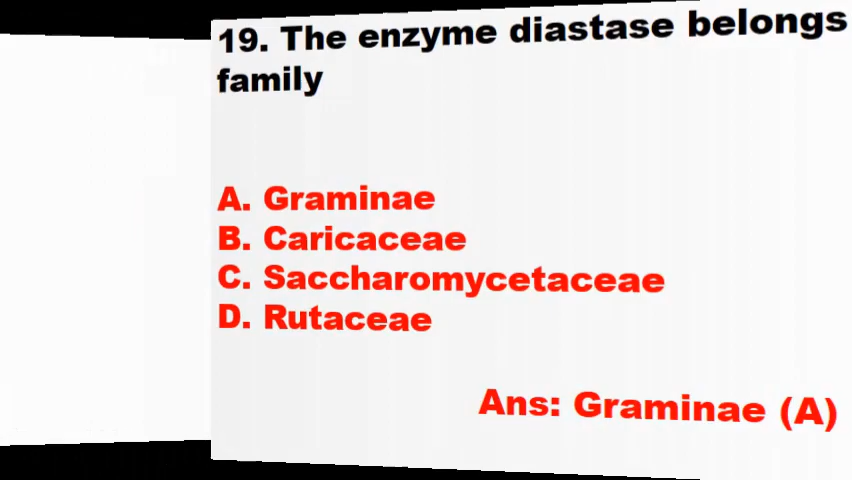 19. The enzyme diastase belongs
family
A. Graminae
B. Caricaceae
C. Saccharomycetaceae
D. Rutaceae
Ans: Graminae (A)